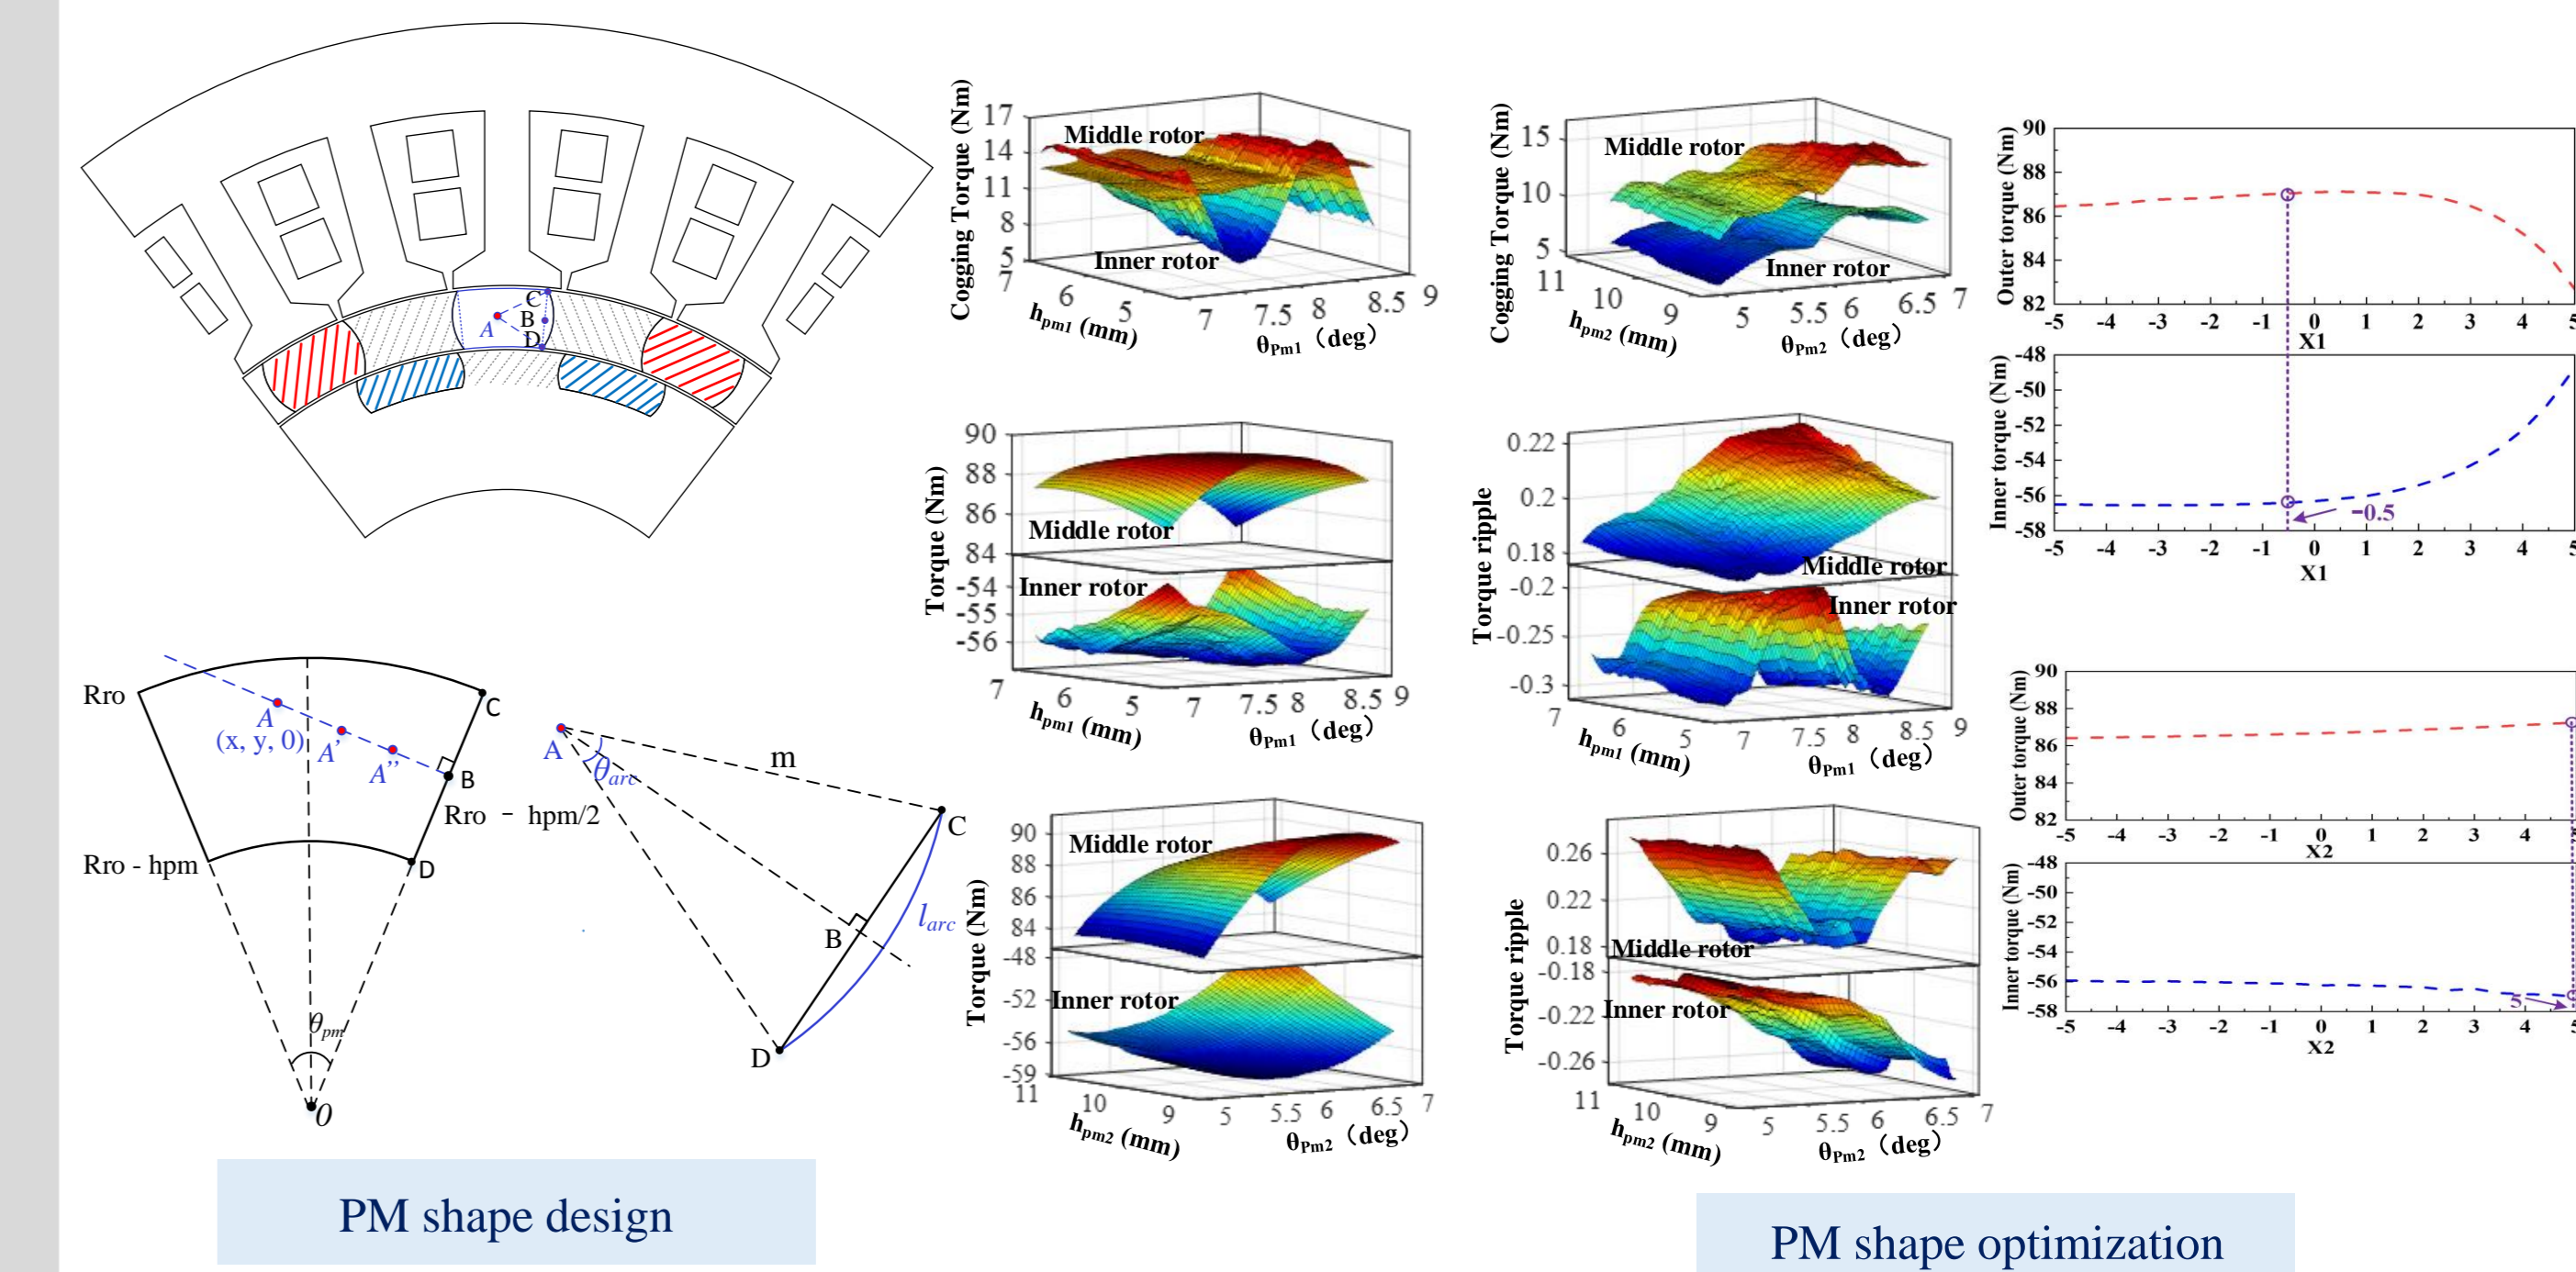 A
C
B
D
Rro
Rro - hpm
A
(x, y, 0)
A'
A''
C
B
Rro - hpm/2
D
θpm
O
A
θarc
m
C
B
larc
D
PM shape design
Cogging Torque (Nm)
17
14
11
8
5
Middle rotor
Inner rotor
7
6
5
hpm1 (mm)
7
7.5
8
8.5
9
θPm1 (deg)
Cogging Torque (Nm)
15
10
5
Middle rotor
Inner rotor
11
10
9
hpm2 (mm)
5
5.5
6
6.5
7
θPm2 (deg)
Torque (Nm)
90
88
86
84
-54
-55
-56
Middle rotor
Inner rotor
7
6
5
hpm1 (mm)
7
7.5
8
8.5
9
θPm1 (deg)
Torque ripple
0.22
0.2
0.18
-0.2
-0.25
-0.3
Middle rotor
Inner rotor
7
6
5
hpm1 (mm)
7
7.5
8
8.5
9
θPm1 (deg)
Torque (Nm)
90
88
86
84
-48
-52
-56
-59
Middle rotor
Inner rotor
11
10
9
hpm2 (mm)
5
5.5
6
6.5
7
θPm2 (deg)
Torque ripple
0.26
0.22
0.18
-0.18
-0.22
-0.26
Middle rotor
Inner rotor
11
10
9
hpm2 (mm)
5
5.5
6
6.5
7
θPm2 (deg)
Outer torque (Nm)
90
88
86
84
82
-5 -4 -3 -2 -1 0 1 2 3 4 5
X1
Inner torque (Nm)
-48
-50
-52
-54
-56
-58
-0.5
-5 -4 -3 -2 -1 0 1 2 3 4 5
X1
Outer torque (Nm)
90
88
86
84
82
-5 -4 -3 -2 -1 0 1 2 3 4
X2
Inner torque (Nm)
-48
-50
-52
-54
-56
-58
5
-5 -4 -3 -2 -1 0 1 2 3 4 5
X2
PM shape optimization